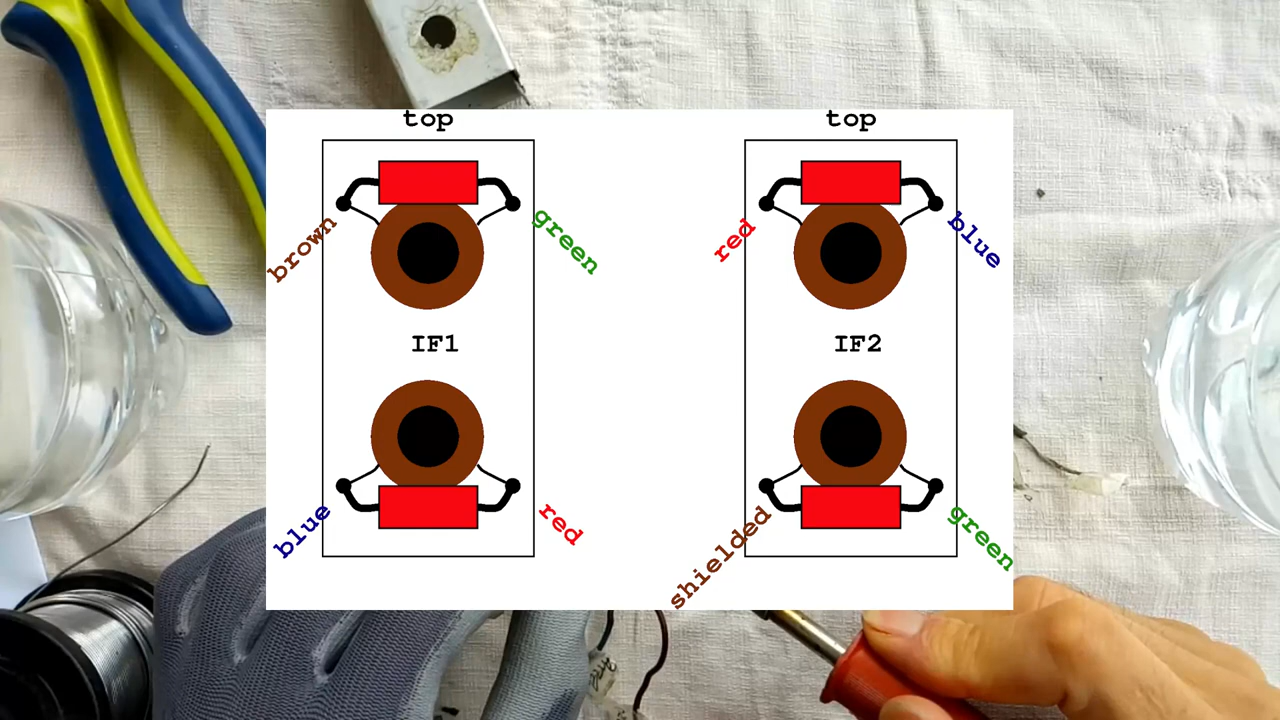 top
top
brown
green
red
blue
IF1
IF2
blue
red
shielded
green